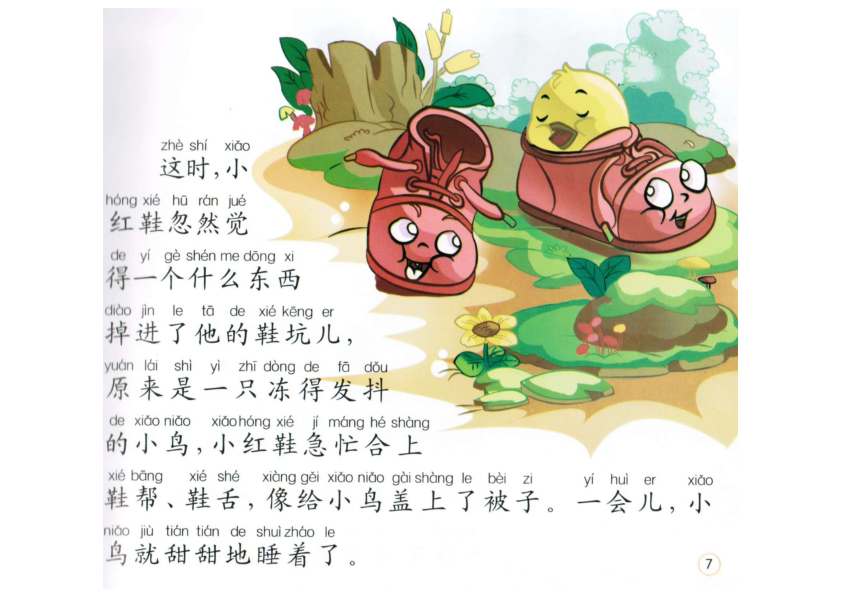 zhè shí xiǎo
这时，小
hóng xié hū rán jué
红鞋忽然觉
de yí gè shén me dōng xi
得一个什么东西
diào jìn le tā de xié kēng er
掉进了他的鞋坑儿，
yuán lái shì yì zhī dòng de fā dǒu
原来是一只冻得发抖
de xiǎo niǎo xiǎo hóng xié jí máng hé shàng
的小鸟，小红鞋急忙合上
xié bāng xié shé xiàng gěi xiǎo niǎo gài shàng le bèi zi yí huì er xiǎo
鞋帮、鞋舌，像给小鸟盖上了被子。一会儿，小
niǎo jiù tián tián de shuì zháo le
鸟就甜甜地睡着了。
7